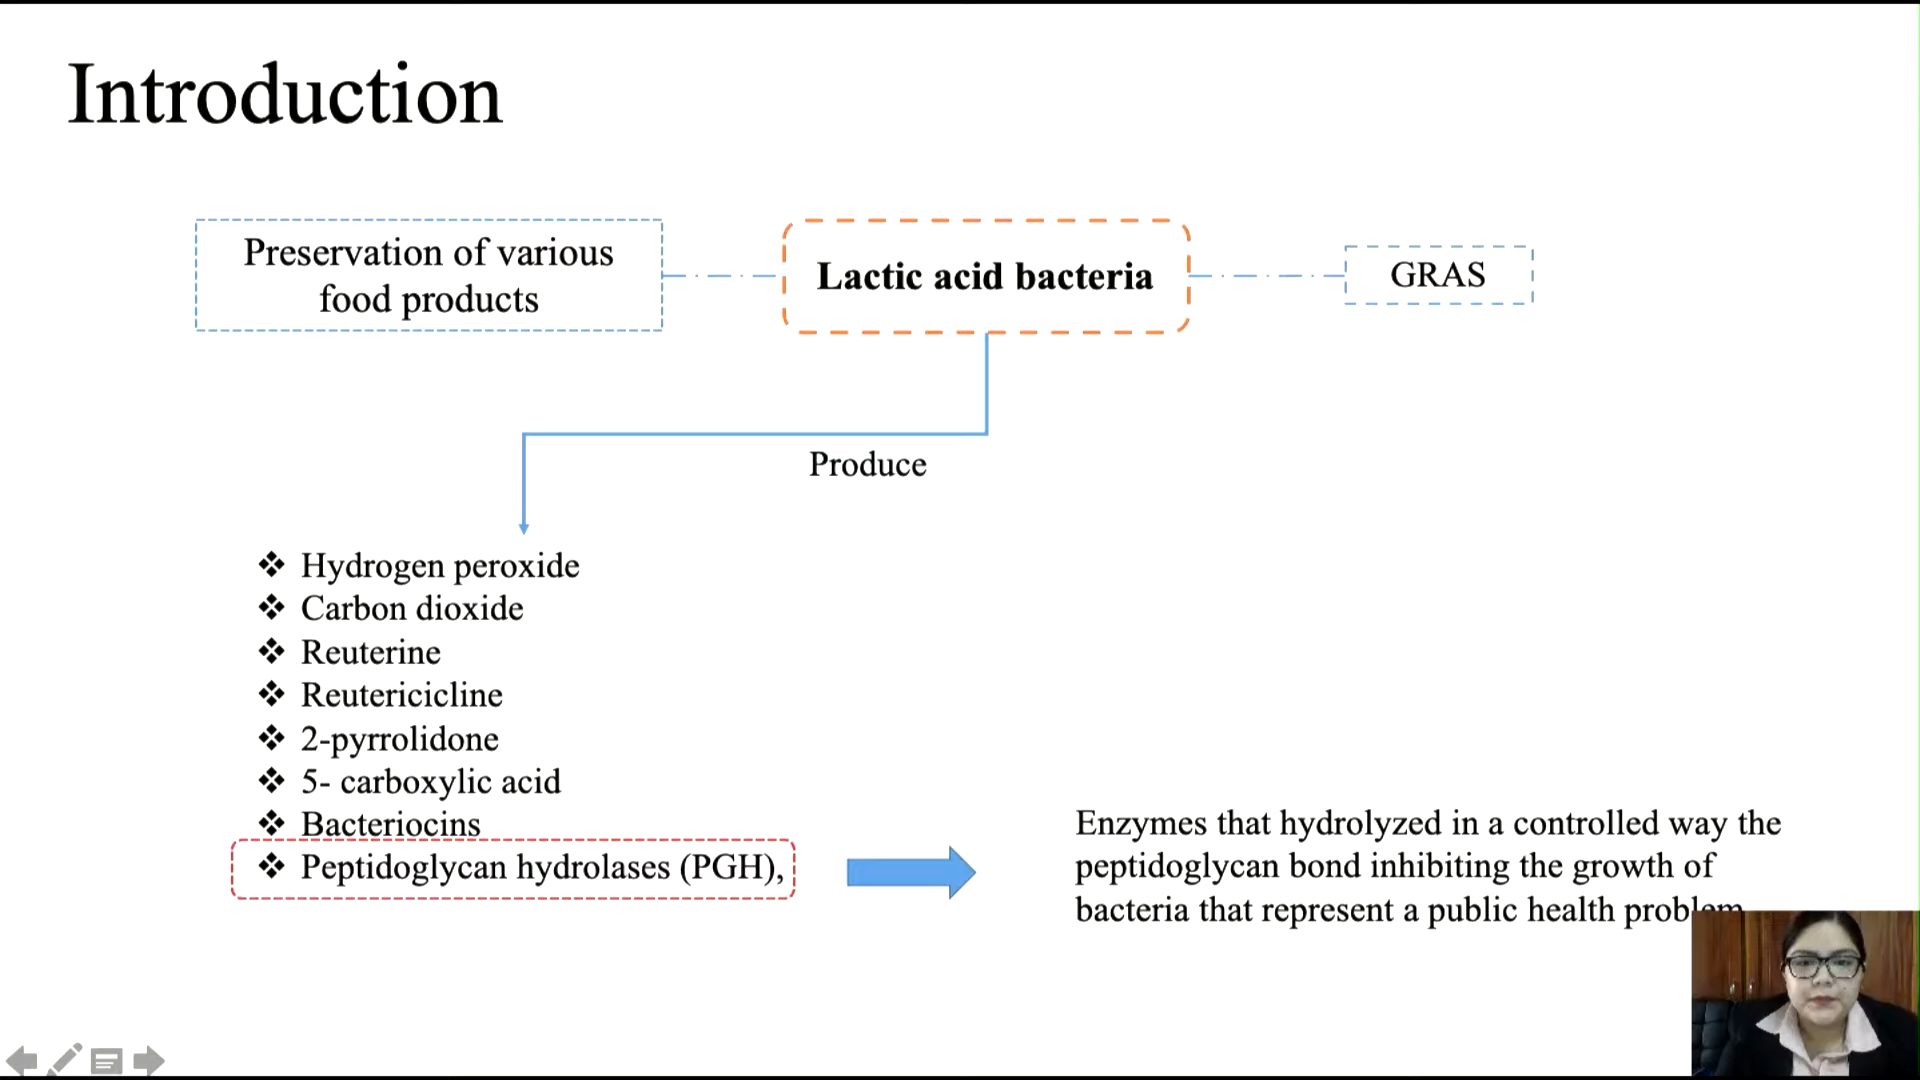 Introduction
Preservation of various
food products
Lactic acid bacteria
GRAS
Produce
❖ Hydrogen peroxide
❖ Carbon dioxide
❖ Reuterine
❖ Reutericicline
❖ 2-pyrrolidone
❖ 5- carboxylic acid
❖ Bacteriocins
❖ Peptidoglycan hydrolases (PGH),
Enzymes that hydrolyzed in a controlled way the
peptidoglycan bond inhibiting the growth of
bacteria that represent a public health problem